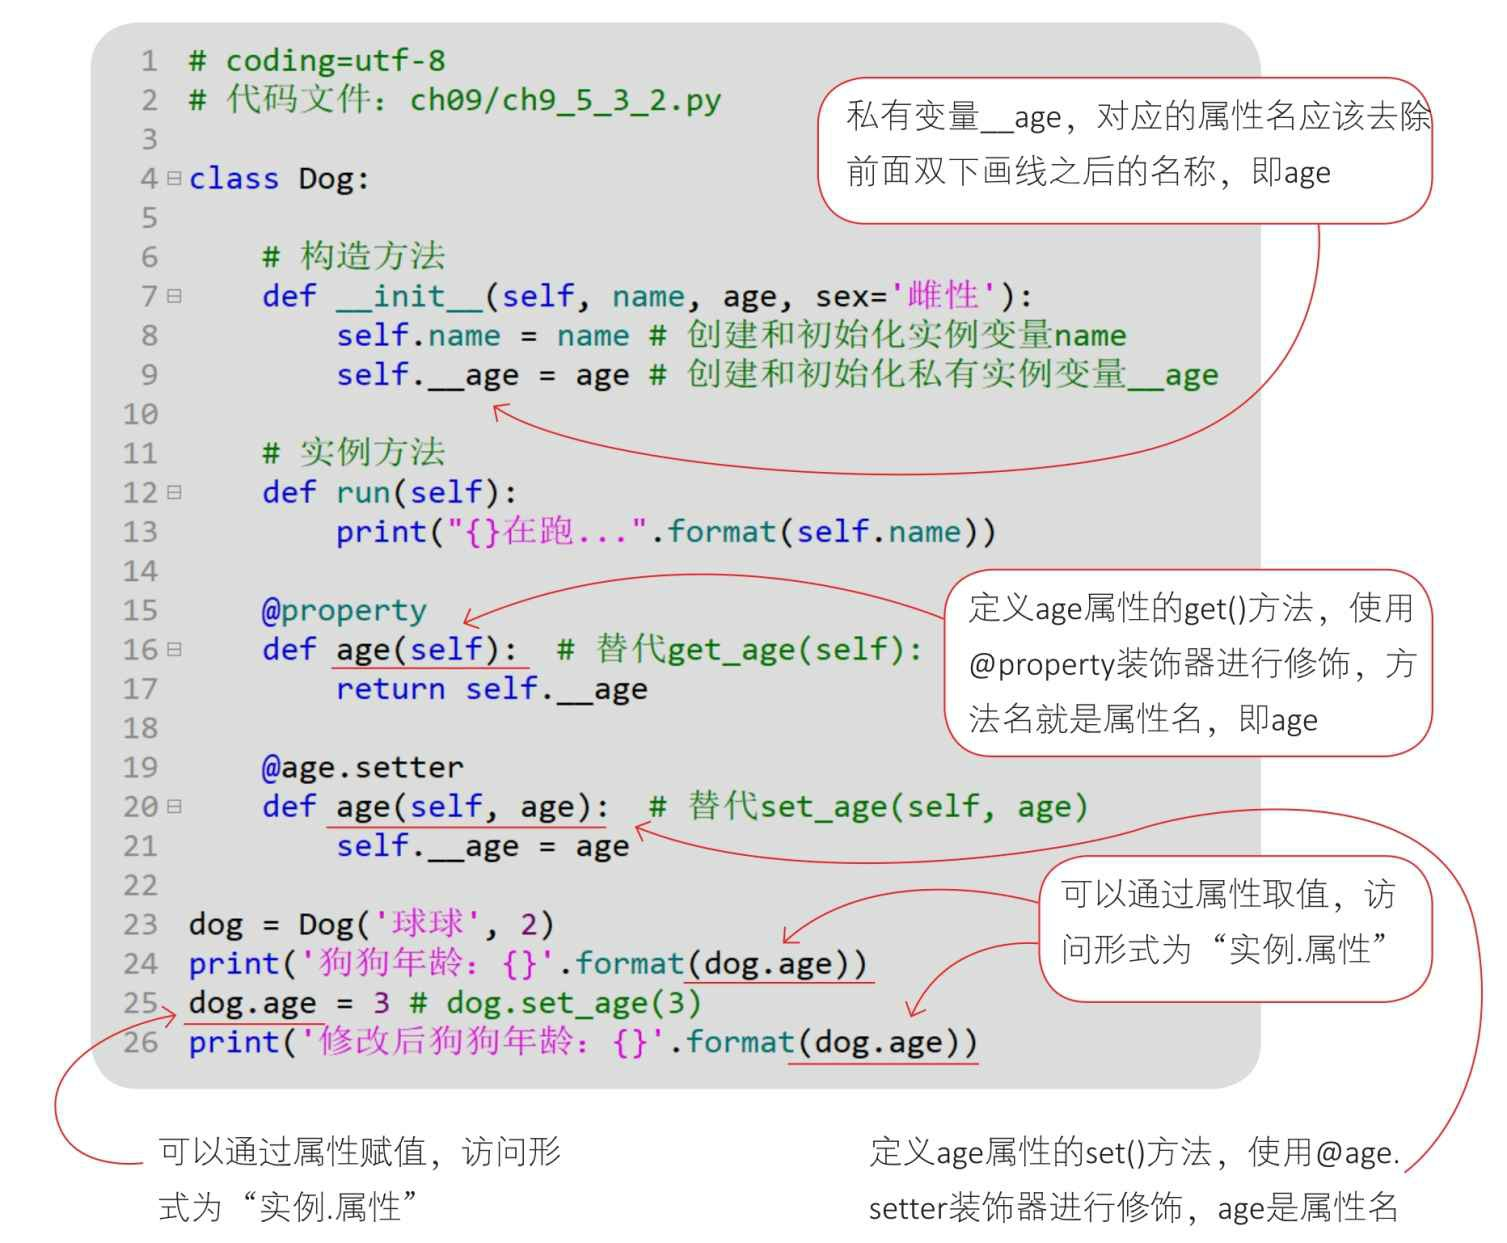 1 # coding=utf-8
2 # 代码文件：ch09/ch9_5_3_2.py
3
4 class Dog:
5
6 # 构造方法
7 def __init__(self, name, age, sex='雌性'):
8 self.name = name # 创建和初始化实例变量name
9 self.__age = age # 创建和初始化私有实例变量__age
10
11 # 实例方法
12 def run(self):
13 print("{}在跑...".format(self.name))
14
15 @property
16 def age(self): # 替代get_age(self):
17 return self.__age
18
19 @age.setter
20 def age(self, age): # 替代set_age(self, age)
21 self.__age = age
22
23 dog = Dog('球球', 2)
24 print('狗狗年龄：{}'.format(dog.age))
25 dog.age = 3 # dog.set_age(3)
26 print('修改后狗狗年龄：{}'.format(dog.age))
私有变量__age，对应的属性名应该去除
前面双下画线之后的名称，即age
定义age属性的get()方法，使用
@property装饰器进行修饰，方
法名就是属性名，即age
可以通过属性取值，访
问形式为“实例.属性”
可以通过属性赋值，访问形
式为“实例.属性”
定义age属性的set()方法，使用@age.
setter装饰器进行修饰，age是属性名